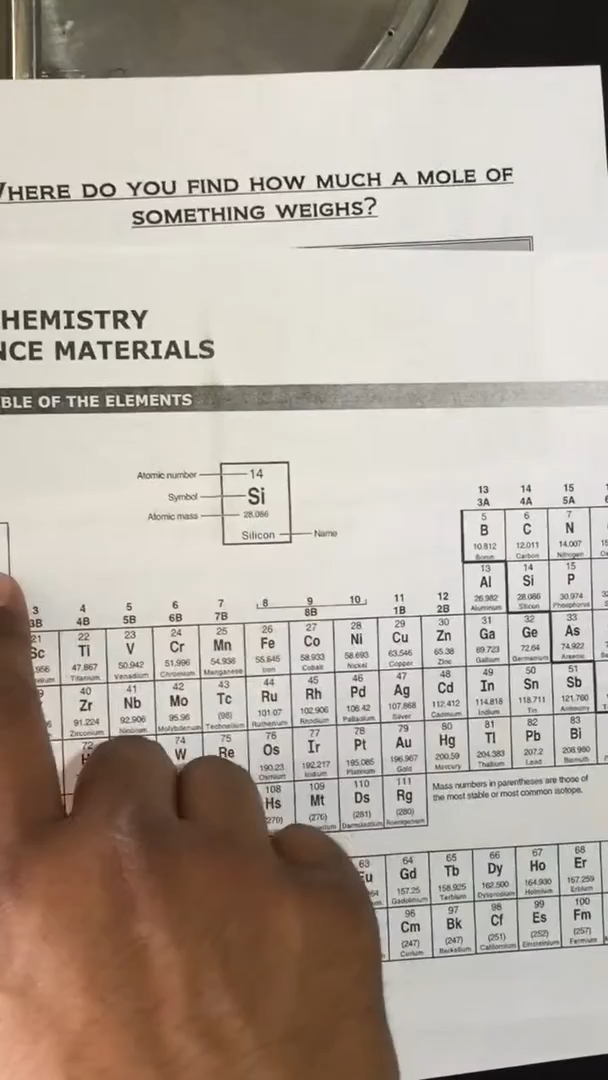 HERE DO YOU FIND HOW MUCH A MOLE OF
SOMETHING WEIGHS?
HEMISTRY
NCE MATERIALS
BLE OF THE ELEMENTS
Atomic number 14
Symbol Si
Atomic mass 28.086
Silicon Name
13 14 15
3A 4A 5A
5 6 7
B C N
10.812 12.011 14.007
Boron Carbon Nitrogen
13 14 15
Al Si P
26.982 28.086 30.974
Aluminum Silicon Phosphorus
3 4 5 6 7 8 9 10 11 12
3B 4B 5B 6B 7B 8B 1B 2B
21 22 23 24 25 26 27 28 29 30 31 32 33
Sc Ti V Cr Mn Fe Co Ni Cu Zn Ga Ge As
.956 47.867 50.942 51.996 54.938 55.845 58.933 58.693 63.546 65.38 69.723 72.64 74.922
Titanium Vanadium Chromium Manganese Iron Cobalt Nickel Copper Zinc Gallium Germanium Arsenic
40 41 42 43 44 45 46 47 48 49 50 51
Zr Nb Mo Tc Ru Rh Pd Ag Cd In Sn Sb
91.224 92.906 95.96 (98) 101.07 102.906 106.42 107.868 112.412 114.818 118.711 121.760
Zirconium Niobium Molybdenum Technetium Ruthenium Rhodium Palladium Silver Cadmium Indium Tin Antimony
72 74 75 76 77 78 79 80 81 82 83
W Re Os Ir Pt Au Hg Tl Pb Bi
190.23 192.217 195.085 196.967 200.59 204.383 207.2 208.980
Osmium Iridium Platinum Gold Mercury Thallium Lead Bismuth
108 109 110 111
Hs Mt Ds Rg
(276) (281) (280)
Darmstadtium Roentgenium
Mass numbers in parentheses are those of
the most stable or most common isotope.
63 64 65 66 67 68
Gd Tb Dy Ho Er
157.25 158.925 162.500 164.930 167.259
Gadolinium Terbium Dysprosium Holmium Erbium
96 97 98 99 100
Cm Bk Cf Es Fm
(247) (247) (251) (252) (257)
Curium Berkelium Californium Einsteinium Fermium